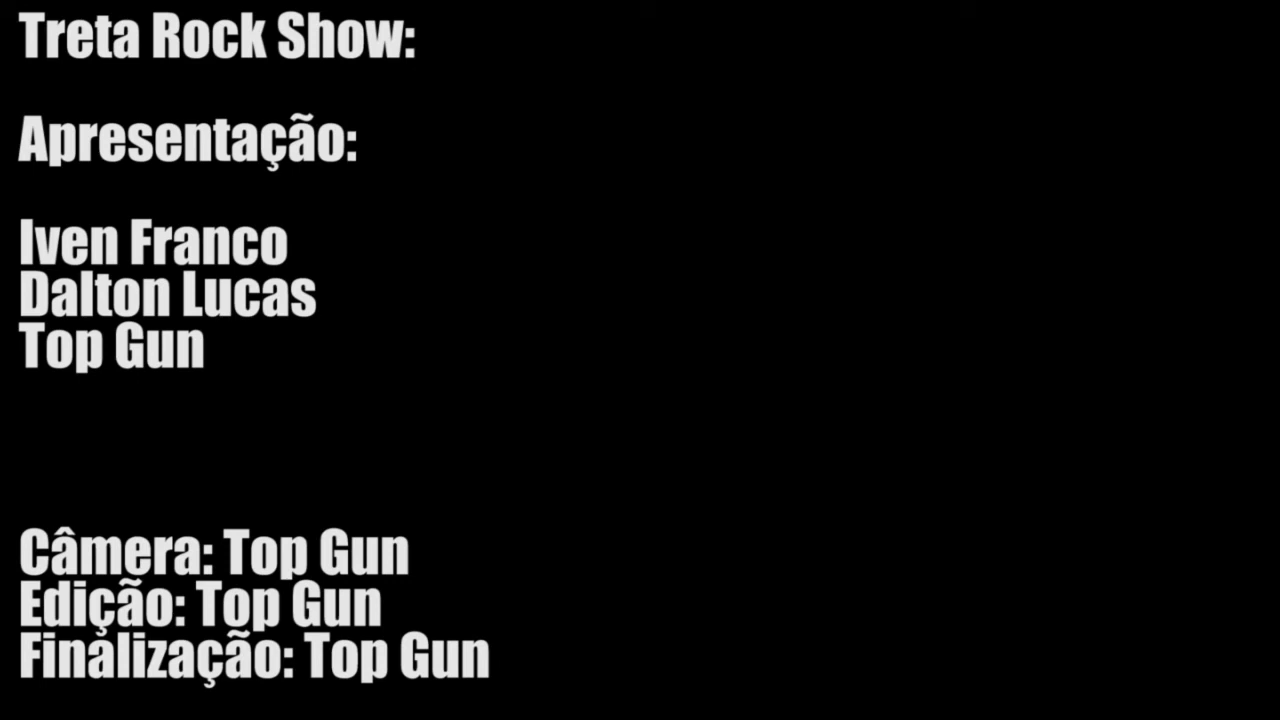 Treta Rock Show:
Apresentação:
Iven Franco
Dalton Lucas
Top Gun
Câmera: Top Gun
Edição: Top Gun
Finalização: Top Gun